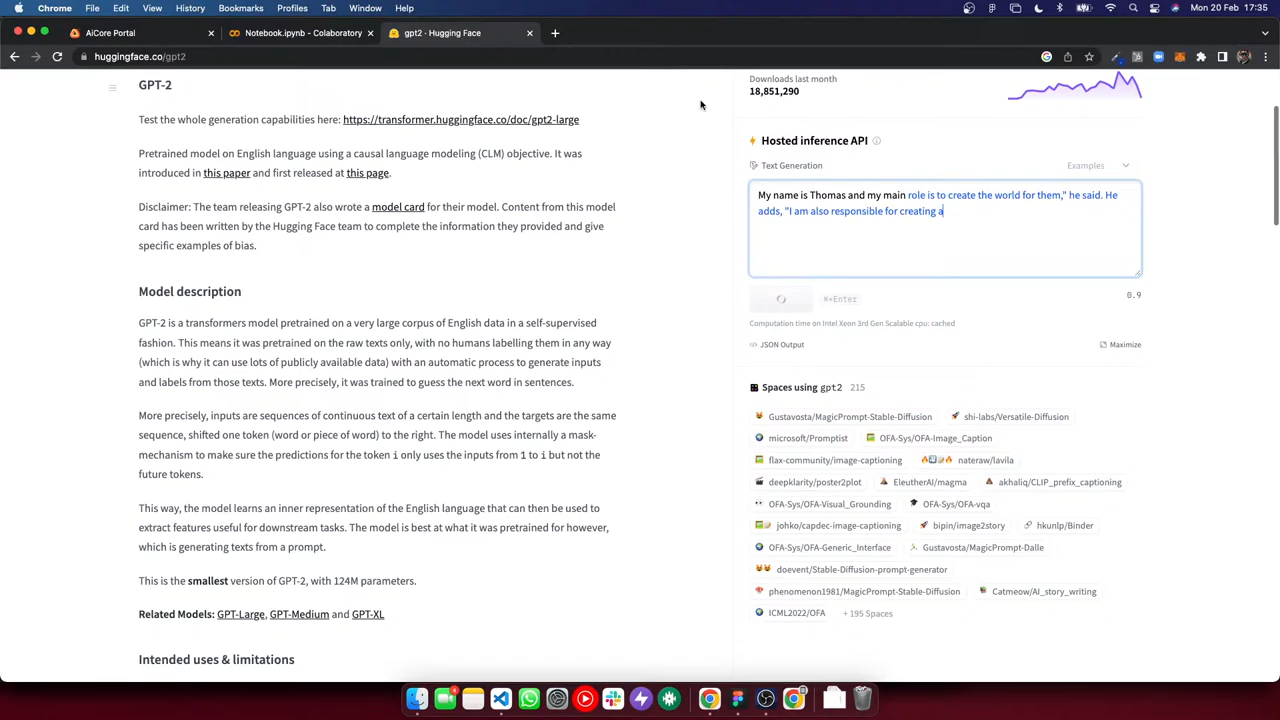 Chrome File Edit View History Bookmarks Profiles Tab Window Help Mon 20 Feb 17:35
AiCore Portal Notebook.ipynb - Colaboratory gpt2 · Hugging Face
huggingface.co/gpt2
GPT-2
Test the whole generation capabilities here: https://transformer.huggingface.co/doc/gpt2-large
Pretrained model on English language using a causal language modeling (CLM) objective. It was
introduced in this paper and first released at this page.
Disclaimer: The team releasing GPT-2 also wrote a model card for their model. Content from this model
card has been written by the Hugging Face team to complete the information they provided and give
specific examples of bias.
Model description
GPT-2 is a transformers model pretrained on a very large corpus of English data in a self-supervised
fashion. This means it was pretrained on the raw texts only, with no humans labelling them in any way
(which is why it can use lots of publicly available data) with an automatic process to generate inputs
and labels from those texts. More precisely, it was trained to guess the next word in sentences.
More precisely, inputs are sequences of continuous text of a certain length and the targets are the same
sequence, shifted one token (word or piece of word) to the right. The model uses internally a mask-
mechanism to make sure the predictions for the token i only uses the inputs from 1 to i but not the
future tokens.
This way, the model learns an inner representation of the English language that can then be used to
extract features useful for downstream tasks. The model is best at what it was pretrained for however,
which is generating texts from a prompt.
This is the smallest version of GPT-2, with 124M parameters.
Related Models: GPT-Large, GPT-Medium and GPT-XL
Intended uses & limitations
Downloads last month
18,851,290
Hosted inference API
Text Generation Examples
My name is Thomas and my main role is to create the world for them," he said. He
adds, "I am also responsible for creating a
⌘+Enter 0.9
Computation time on Intel Xeon 3rd Gen Scalable cpu: cached
JSON Output Maximize
Spaces using gpt2 215
Gustavosta/MagicPrompt-Stable-Diffusion shi-labs/Versatile-Diffusion
microsoft/Promptist OFA-Sys/OFA-Image_Caption
flax-community/image-captioning nateraw/lavila
deepklarity/poster2plot EleutherAI/magma akhaliq/CLIP_prefix_captioning
OFA-Sys/OFA-Visual_Grounding OFA-Sys/OFA-vqa
johko/capdec-image-captioning bipin/image2story hkunlp/Binder
OFA-Sys/OFA-Generic_Interface Gustavosta/MagicPrompt-Dalle
doevent/Stable-Diffusion-prompt-generator
phenomenon1981/MagicPrompt-Stable-Diffusion Catmeow/AI_story_writing
ICML2022/OFA + 195 Spaces